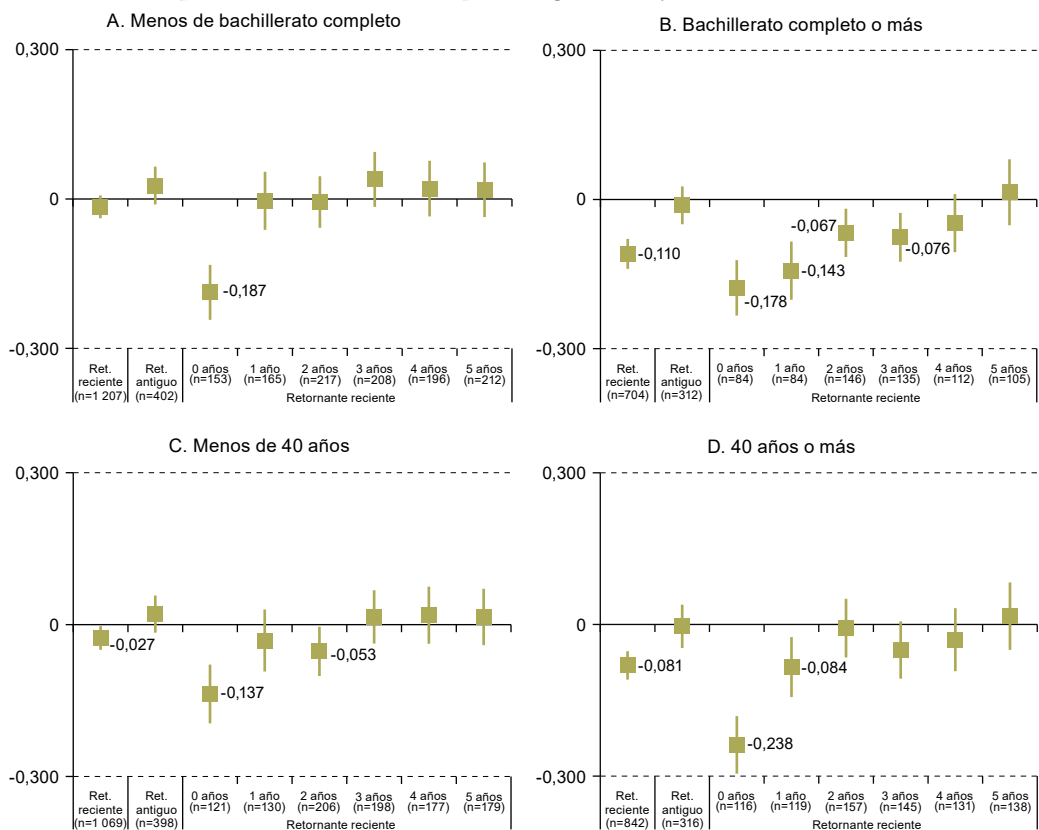 A. Menos de bachillerato completo
0,300
0
-0,300
-0,187
Ret. reciente (n=1 207)
Ret. antiguo (n=402)
0 años (n=153)
1 año (n=165)
2 años (n=217)
3 años (n=208)
4 años (n=196)
5 años (n=212)
Retornante reciente
B. Bachillerato completo o más
0,300
0
-0,300
-0,110
-0,178
-0,143
-0,067
-0,076
Ret. reciente (n=704)
Ret. antiguo (n=312)
0 años (n=84)
1 año (n=84)
2 años (n=146)
3 años (n=135)
4 años (n=112)
5 años (n=105)
Retornante reciente
C. Menos de 40 años
0,300
0
-0,300
-0,027
-0,137
-0,053
Ret. reciente (n=1 069)
Ret. antiguo (n=398)
0 años (n=121)
1 año (n=130)
2 años (n=206)
3 años (n=198)
4 años (n=177)
5 años (n=179)
Retornante reciente
D. 40 años o más
0,300
0
-0,300
-0,081
-0,238
-0,084
Ret. reciente (n=842)
Ret. antiguo (n=316)
0 años (n=116)
1 año (n=119)
2 años (n=157)
3 años (n=145)
4 años (n=131)
5 años (n=138)
Retornante reciente